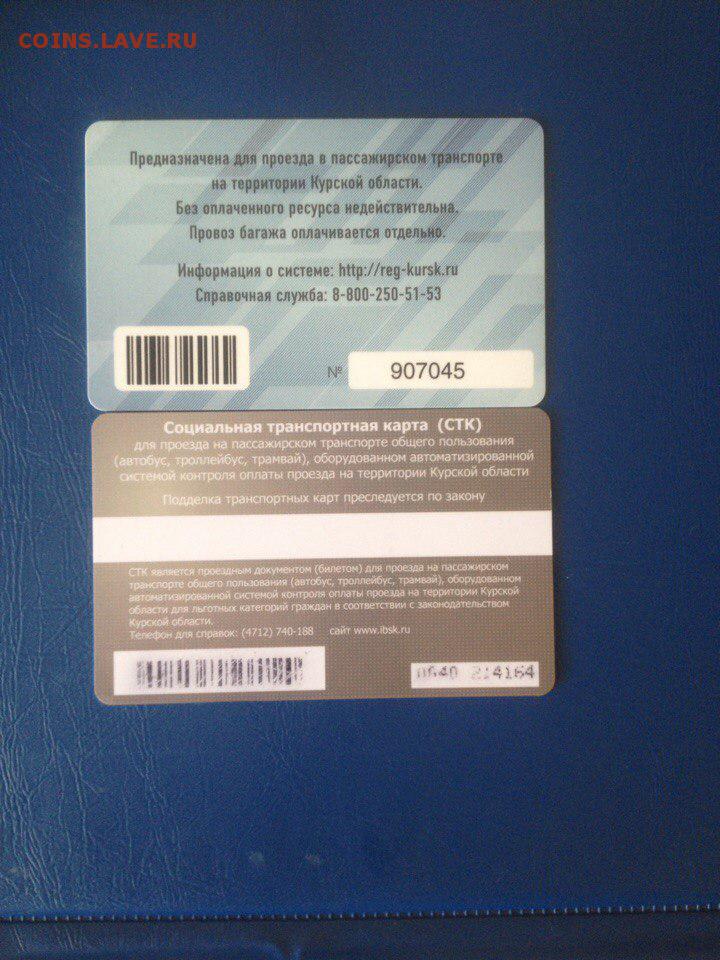 COINS.LAVE.RU
Предназначена для проезда в пассажирском транспорте
на территории Курской области.
Без оплаченного ресурса недействительна.
Провоз багажа оплачивается отдельно.
Информация о системе: http://reg-kursk.ru
Справочная служба: 8-800-250-51-53
№ 907045
Социальная транспортная карта (СТК)
для проезда на пассажирском транспорте общего пользования
(автобус, троллейбус, трамвай), оборудованном автоматизированной
системой контроля оплаты проезда на территории Курской области
Подделка транспортных карт преследуется по закону
СТК является проездным документом (билетом) для проезда на пассажирском
транспорте общего пользования (автобус, троллейбус, трамвай), оборудованном
автоматизированной системой контроля оплаты проезда на территории Курской
области для льготных категорий граждан в соответствии с законодательством
Курской области.
Телефон для справок: (4712) 740-188 сайт www.ibsk.ru